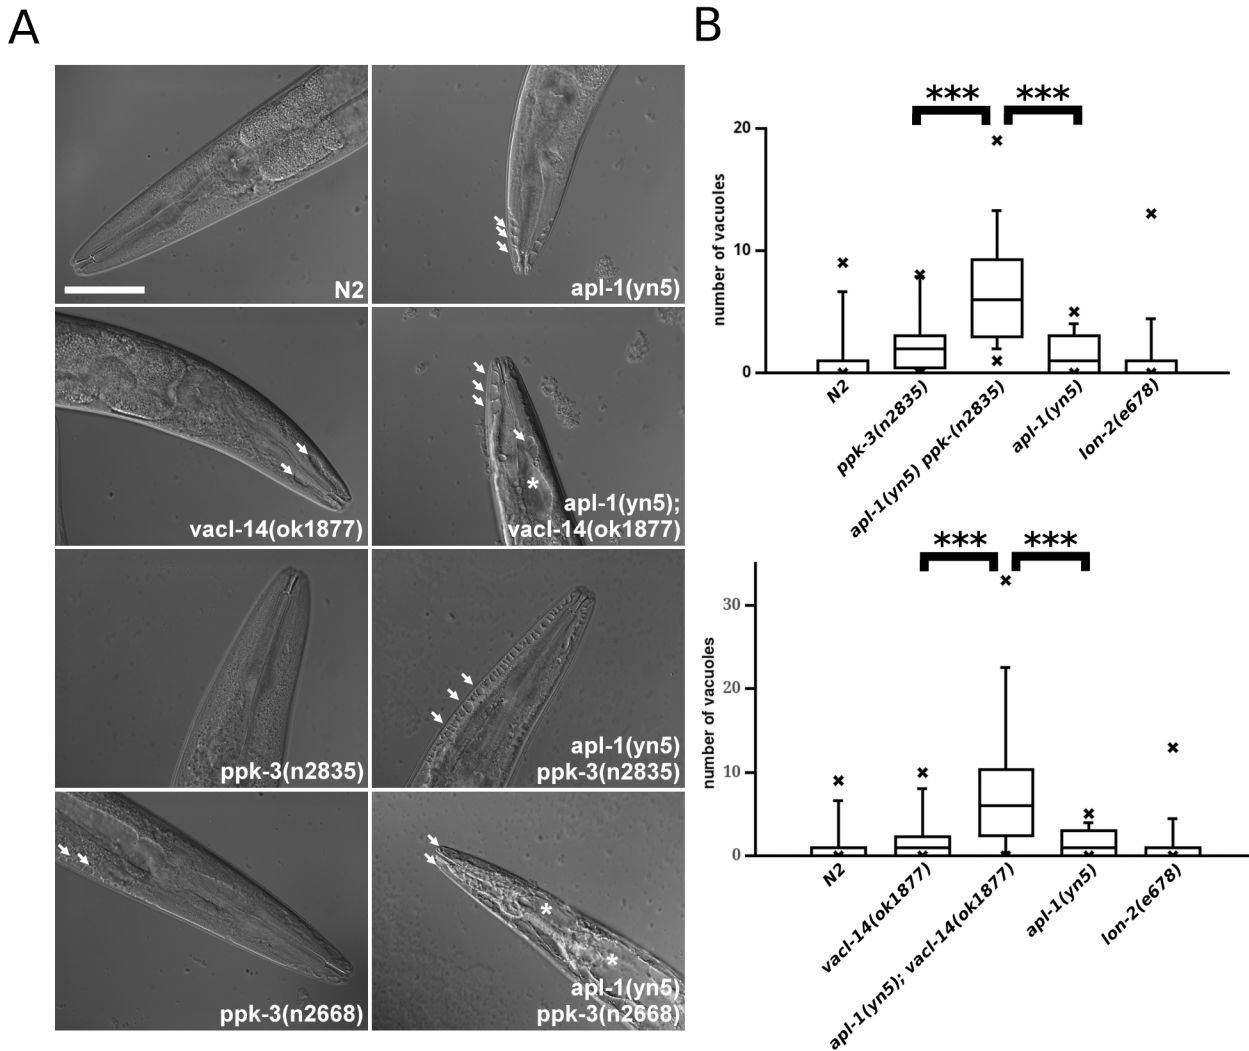 A
B
N2
apl-1(yn5)
vacl-14(ok1877)
apl-1(yn5);
vacl-14(ok1877)
*
ppk-3(n2835)
apl-1(yn5)
ppk-3(n2835)
ppk-3(n2668)
*
*
apl-1(yn5)
ppk-3(n2668)
*** ***
20
10
0
number of vacuoles
N2
ppk-3(n2835)
apl-1(yn5) ppk-(n2835)
apl-1(yn5)
lon-2(e678)
*** ***
30
20
10
0
number of vacuoles
N2
vacl-14(ok1877)
apl-1(yn5); vacl-14(ok1877)
apl-1(yn5)
lon-2(e678)